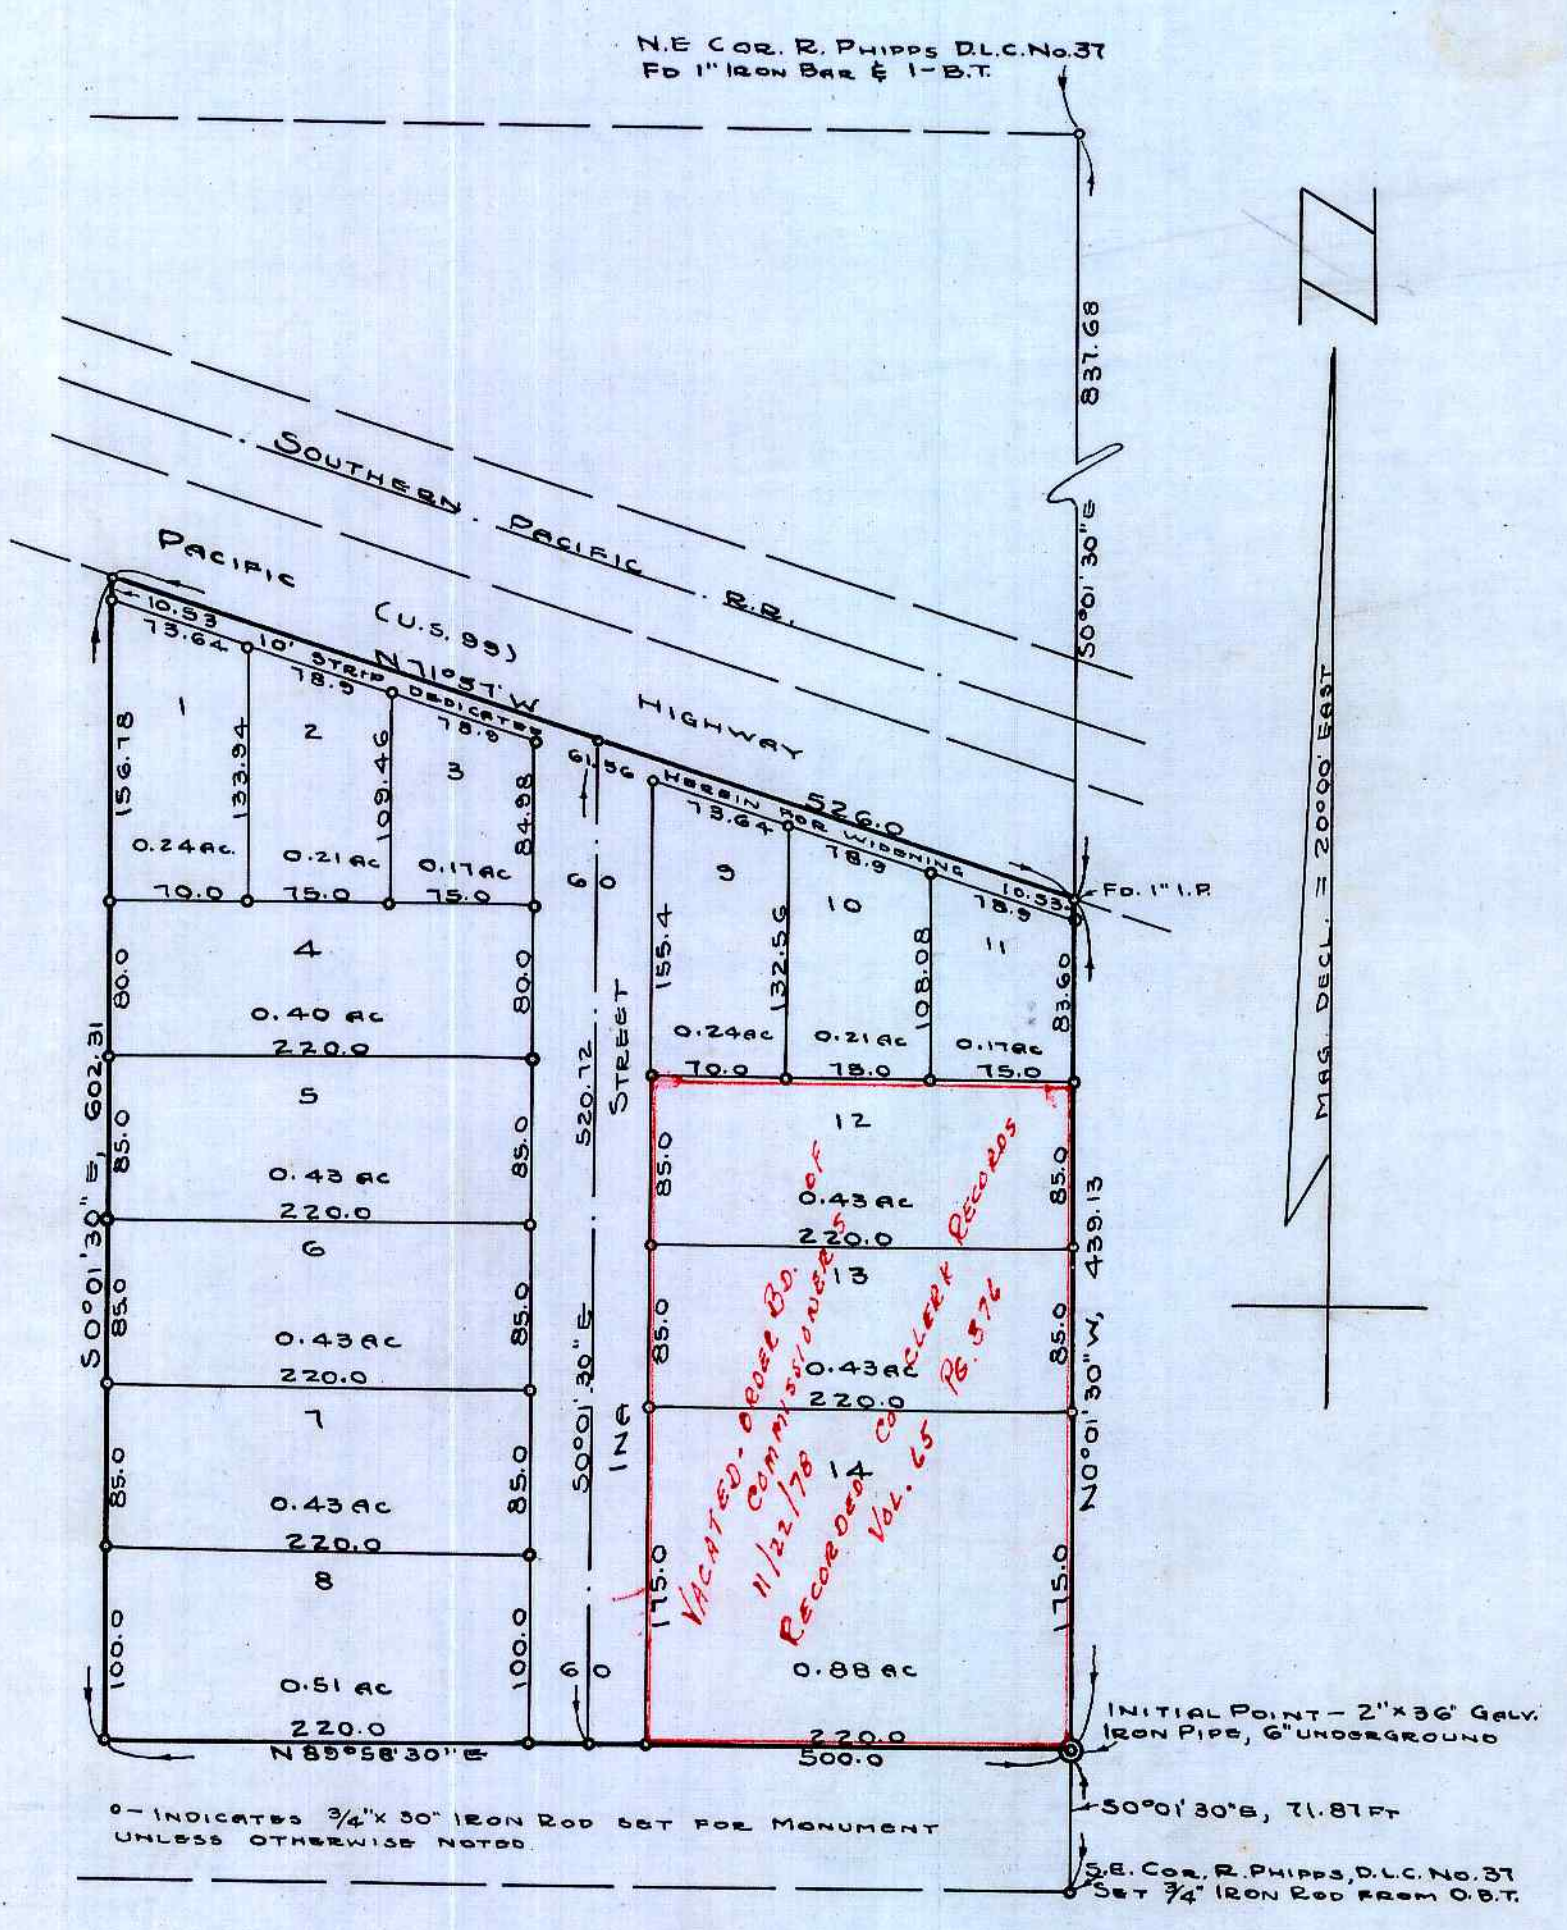 N.E COR. R. PHIPPS D.L.C. No.37
FD 1" IRON BAR & 1-B.T.
837.68
S0°01'30"E
SOUTHERN PACIFIC R.R.
PACIFIC (U.S. 99) HIGHWAY
N71°57'W
526.0
10' STRIP DEDICATED HEREIN FOR WIDENING
10.53
73.64
78.9
78.9
61.56
73.64
78.9
78.9
10.53
FD. 1" I.P.
MAG. DECL. = 20°00' EAST
1
156.78
133.94
0.24 AC.
70.0
2
109.46
0.21 AC
75.0
3
84.98
0.17 AC
75.0
4
80.0
80.0
0.40 AC
220.0
5
85.0
85.0
0.43 AC
220.0
6
85.0
85.0
0.43 AC
220.0
7
85.0
85.0
0.43 AC
220.0
8
100.0
100.0
0.51 AC
220.0
S0°01'30"E, 602.31
60
520.72
S0°01'30"E
INA STREET
60
9
155.4
132.56
0.24 AC
70.0
10
108.08
0.21 AC
75.0
11
83.60
0.17 AC
75.0
12
85.0
85.0
0.43 AC
220.0
13
85.0
85.0
0.43 AC
220.0
14
175.0
175.0
0.88 AC
220.0
VACATED - ORDER BD. OF
COMMISSIONERS
11/22/78
RECORDED CO. CLERK RECORDS
VOL. 65 PG. 376
N0°01'30"W, 439.13
N89°58'30"E
500.0
INITIAL POINT - 2" x 36" GALV.
IRON PIPE, 6" UNDERGROUND
S0°01'30"E, 71.87 FT
o - INDICATES 3/4" x 30" IRON ROD SET FOR MONUMENT
UNLESS OTHERWISE NOTED.
S.E. COR. R. PHIPPS, D.L.C. NO. 37
SET 3/4" IRON ROD FROM O.B.T.